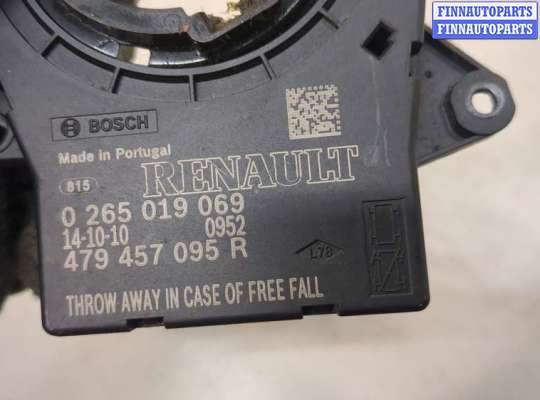 FINNAUTOPARTS
FINNAUTOPARTS
BOSCH
Made in Portugal
RENAULT
815
0 265 019 069
14-10-10 0952
479 457 095 R
L78
THROW AWAY IN CASE OF FREE FALL